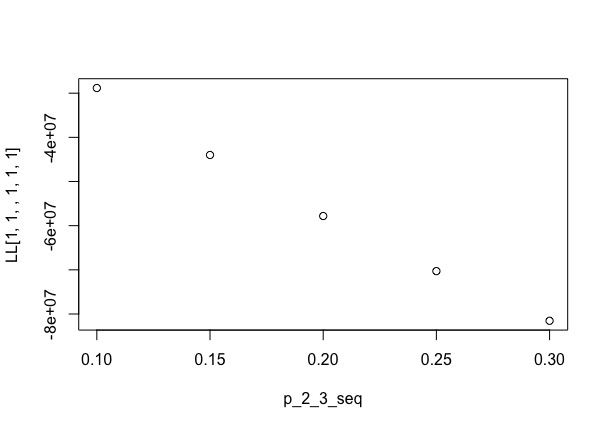 LL[1, 1, , 1, 1, 1]
-4e+07
-6e+07
-8e+07
0.10 0.15 0.20 0.25 0.30
p_2_3_seq